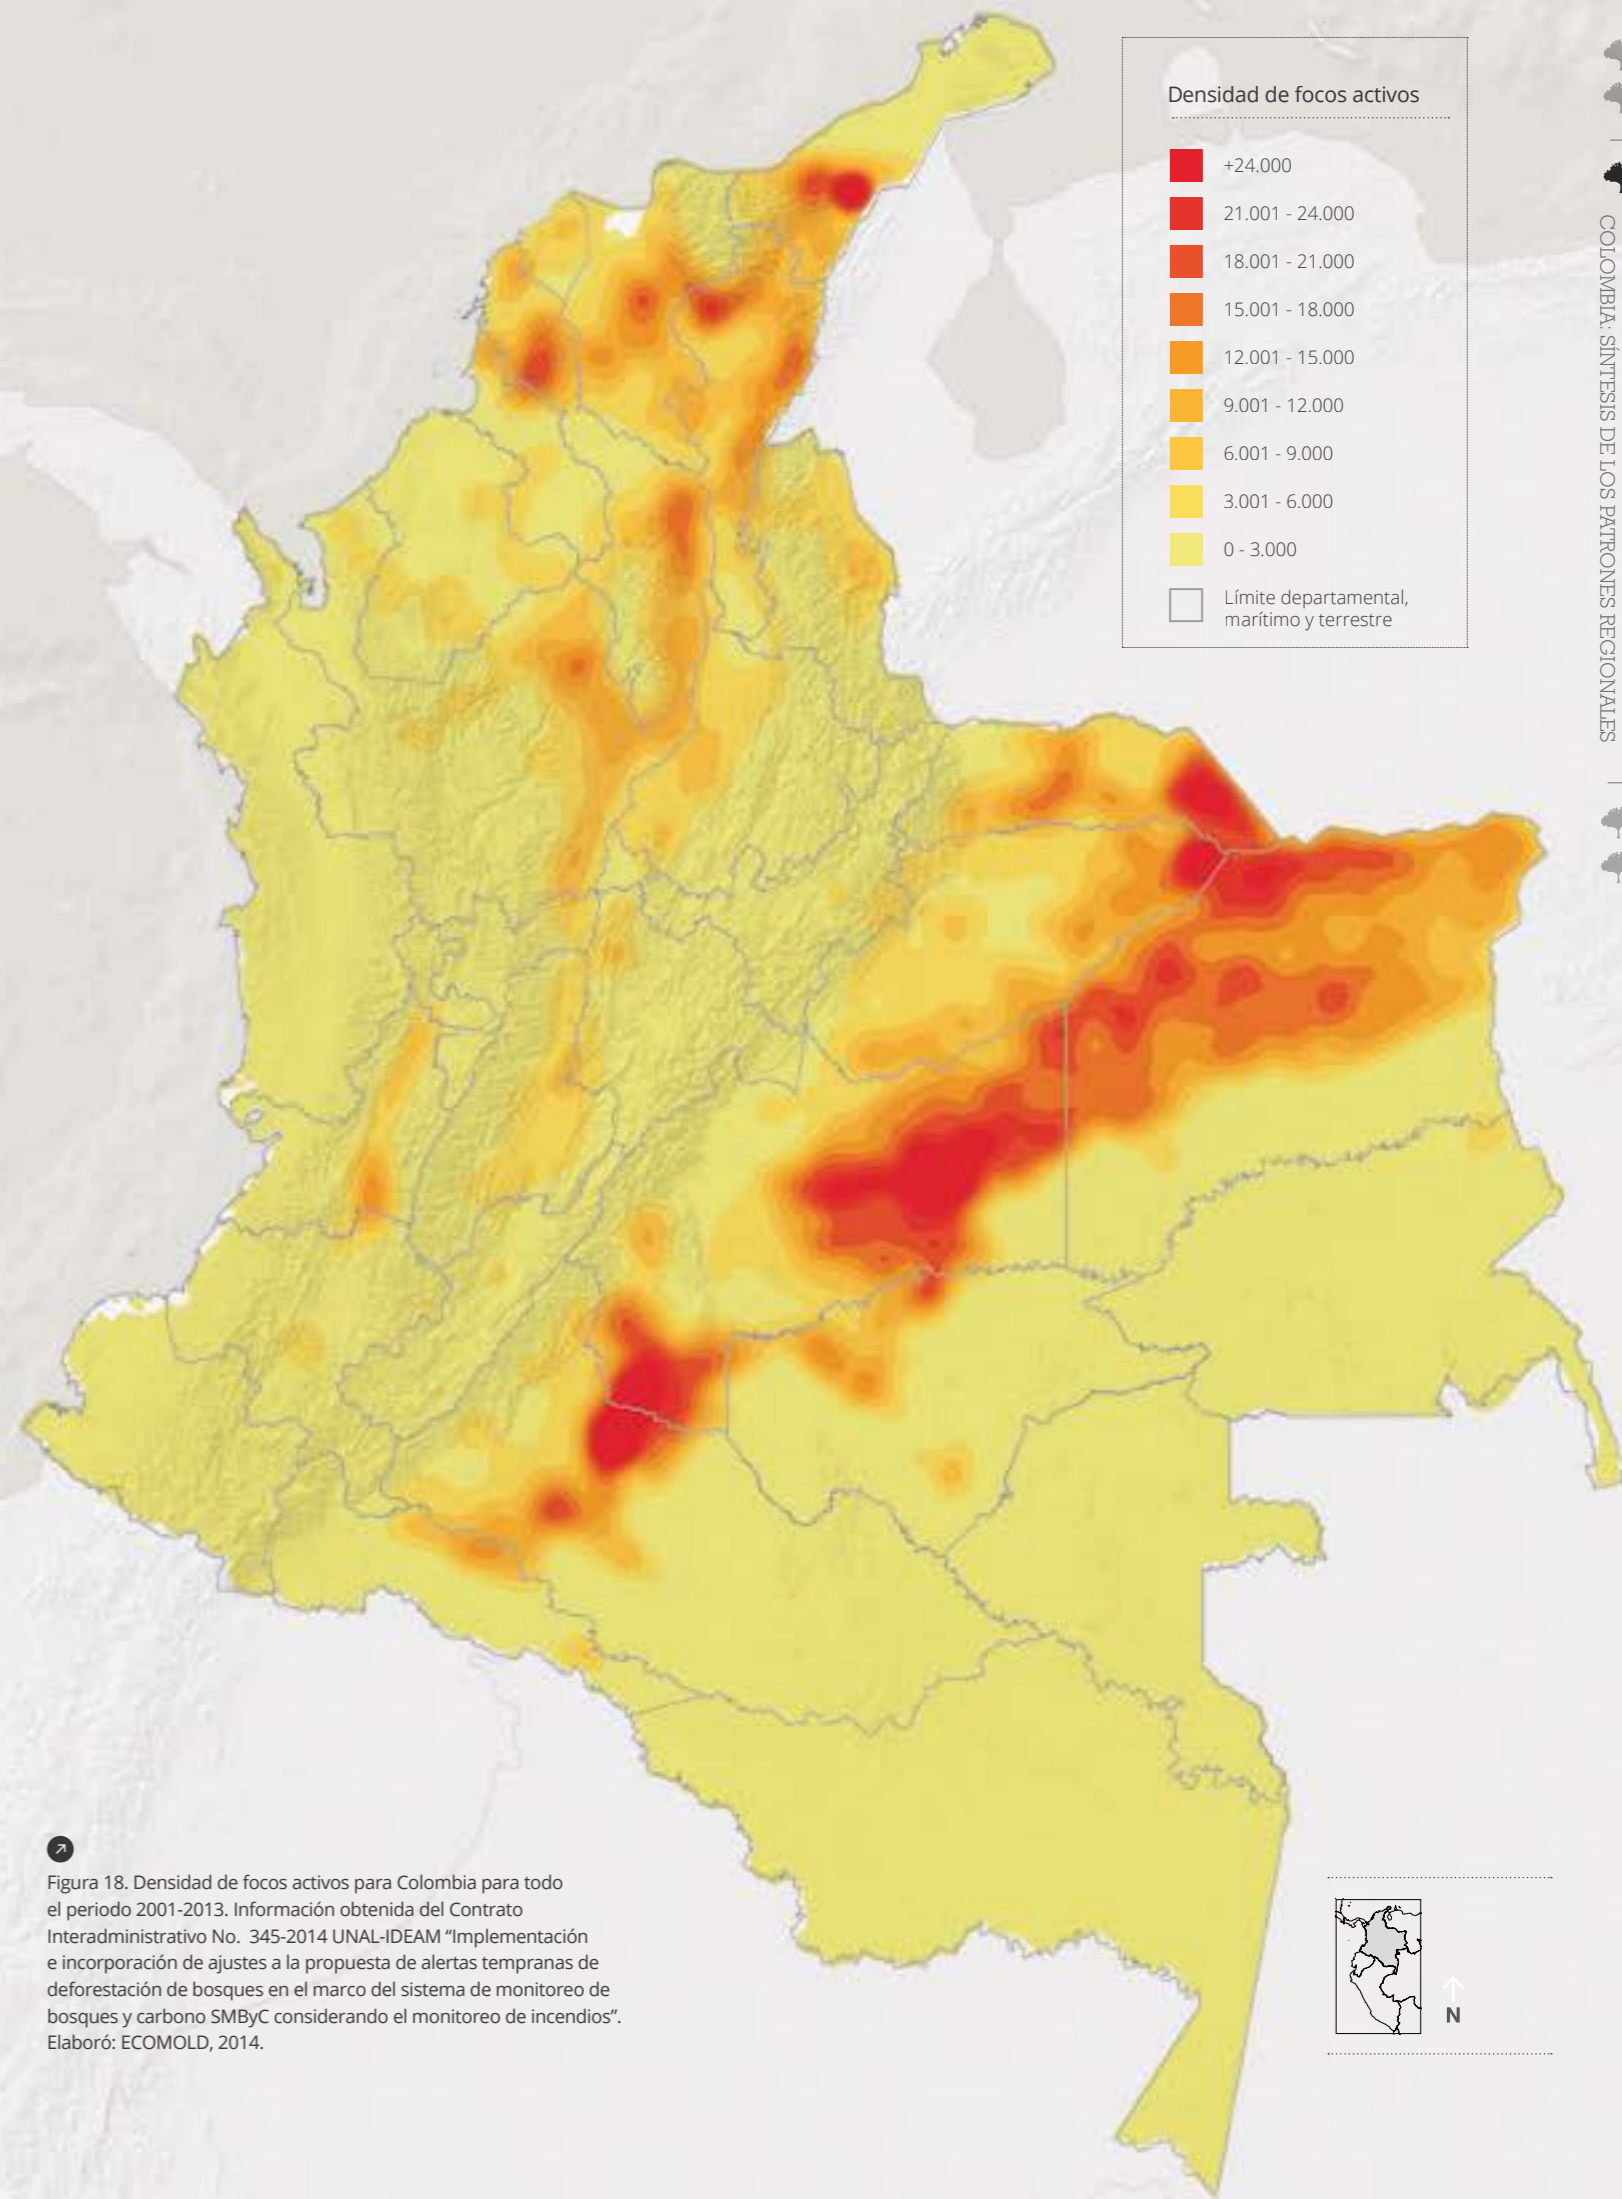 Densidad de focos activos
+24.000
21.001 - 24.000
18.001 - 21.000
15.001 - 18.000
12.001 - 15.000
9.001 - 12.000
6.001 - 9.000
3.001 - 6.000
0 - 3.000
Límite departamental,
marítimo y terrestre
COLOMBIA: SÍNTESIS DE LOS PATRONES REGIONALES
Figura 18. Densidad de focos activos para Colombia para todo
el periodo 2001-2013. Información obtenida del Contrato
Interadministrativo No. 345-2014 UNAL-IDEAM “Implementación
e incorporación de ajustes a la propuesta de alertas tempranas de
deforestación de bosques en el marco del sistema de monitoreo de
bosques y carbono SMByC considerando el monitoreo de incendios”.
Elaboró: ECOMOLD, 2014.
N